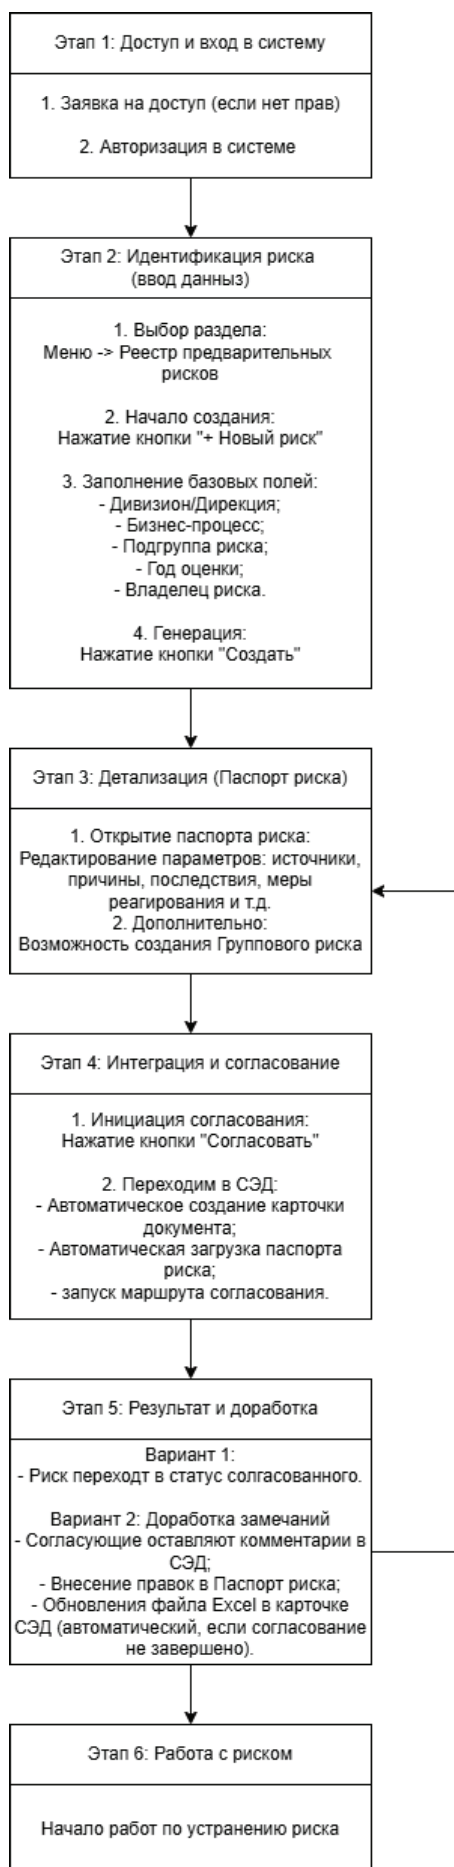 Этап 1: Доступ и вход в систему
1. Заявка на доступ (если нет прав)
2. Авторизация в системе
Этап 2: Идентификация риска
(ввод данныз)
1. Выбор раздела:
Меню -> Реестр предварительных
рисков
2. Начало создания:
Нажатие кнопки "+ Новый риск"
3. Заполнение базовых полей:
- Дивизион/Дирекция;
- Бизнес-процесс;
- Подгруппа риска;
- Год оценки;
- Владелец риска.
4. Генерация:
Нажатие кнопки "Создать"
Этап 3: Детализация (Паспорт риска)
1. Открытие паспорта риска:
Редактирование параметров: источники,
причины, последствия, меры
реагирования и т.д.
2. Дополнительно:
Возможность создания Группового риска
Этап 4: Интеграция и согласование
1. Инициация согласования:
Нажатие кнопки "Согласовать"
2. Переходим в СЭД:
- Автоматическое создание карточки
документа;
- Автоматическая загрузка паспорта
риска;
- запуск маршрута согласования.
Этап 5: Результат и доработка
Вариант 1:
- Риск переходт в статус солгасованного.
Вариант 2: Доработка замечаний
- Согласующие оставляют комментарии в
СЭД;
- Внесение правок в Паспорт риска;
- Обновления файла Excel в карточке
СЭД (автоматический, если согласование
не завершено).
Этап 6: Работа с риском
Начало работ по устранению риска